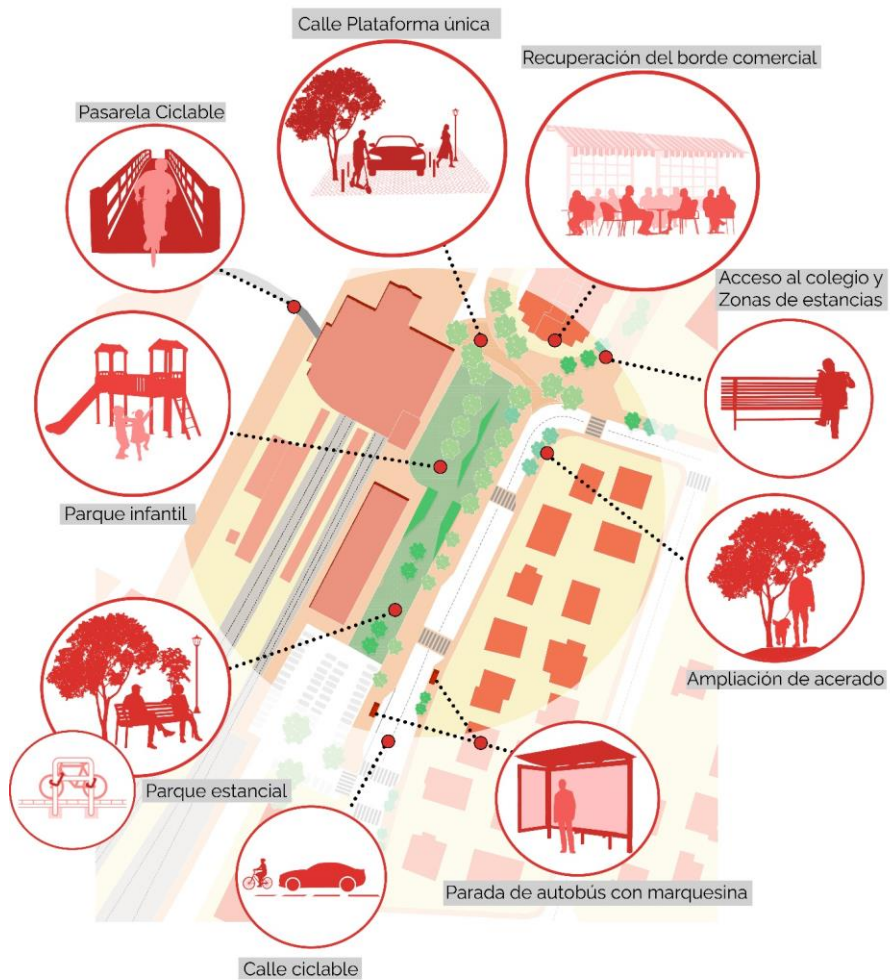 Calle Plataforma única
Recuperación del borde comercial
Pasarela Ciclable
Acceso al colegio y
Zonas de estancias
Parque infantil
Ampliación de acerado
Parque estancial
Parada de autobús con marquesina
Calle ciclable